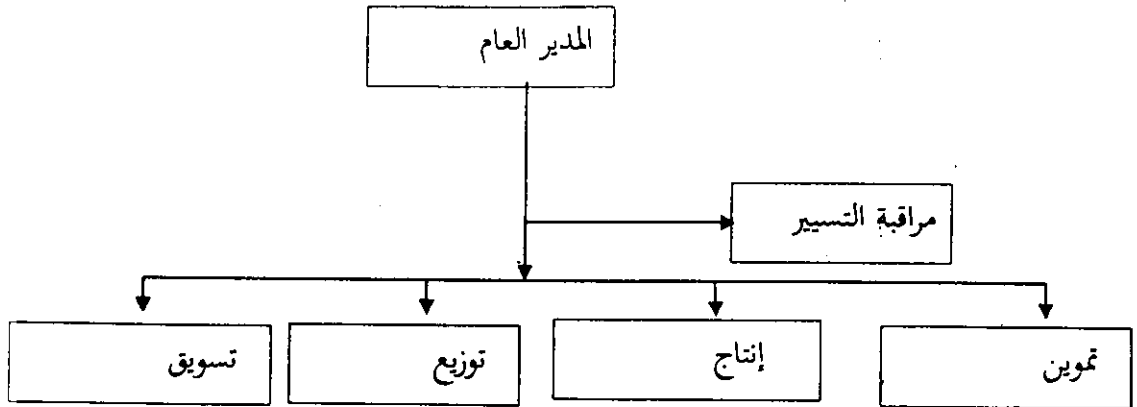 المدير العام
مراقبة التسيير
تموين
إنتاج
توزيع
تسويق